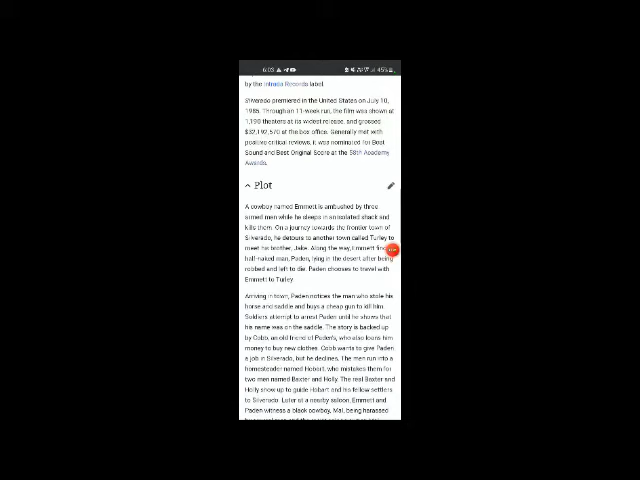 6:03
45%
by the Intrada Records label.
Silverado premiered in the United States on July 10,
1985. Through an 11-week run, the film was shown at
1,190 theaters at its widest release, and grossed
$32,192,570 at the box office. Generally met with
positive critical reviews, it was nominated for Best
Sound and Best Original Score at the 58th Academy
Awards.
Plot
A cowboy named Emmett is ambushed by three
armed men while he sleeps in an isolated shack and
kills them. On a journey towards the frontier town of
Silverado, he detours to another town called Turley to
meet his brother, Jake. Along the way, Emmett
half-naked man, Paden, lying in the desert after being
robbed and left to die. Paden chooses to travel with
Emmett to Turley.
Arriving in town, Paden notices the man who stole his
horse and saddle and buys a cheap gun to kill him.
Soldiers attempt to arrest Paden until he shows that
his name was on the saddle. The story is backed up
by Cobb, an old friend of Paden's, who also loans him
money to buy new clothes. Cobb wants to give Paden
a job in Silverado, but he declines. The men run into a
homesteader named Hobart, who mistakes them for
two men named Baxter and Holly. The real Baxter and
Holly show up to guide Hobart and his fellow settlers
to Silverado. Later at a nearby saloon, Emmett and
Paden witness a black cowboy, Mal, being harassed